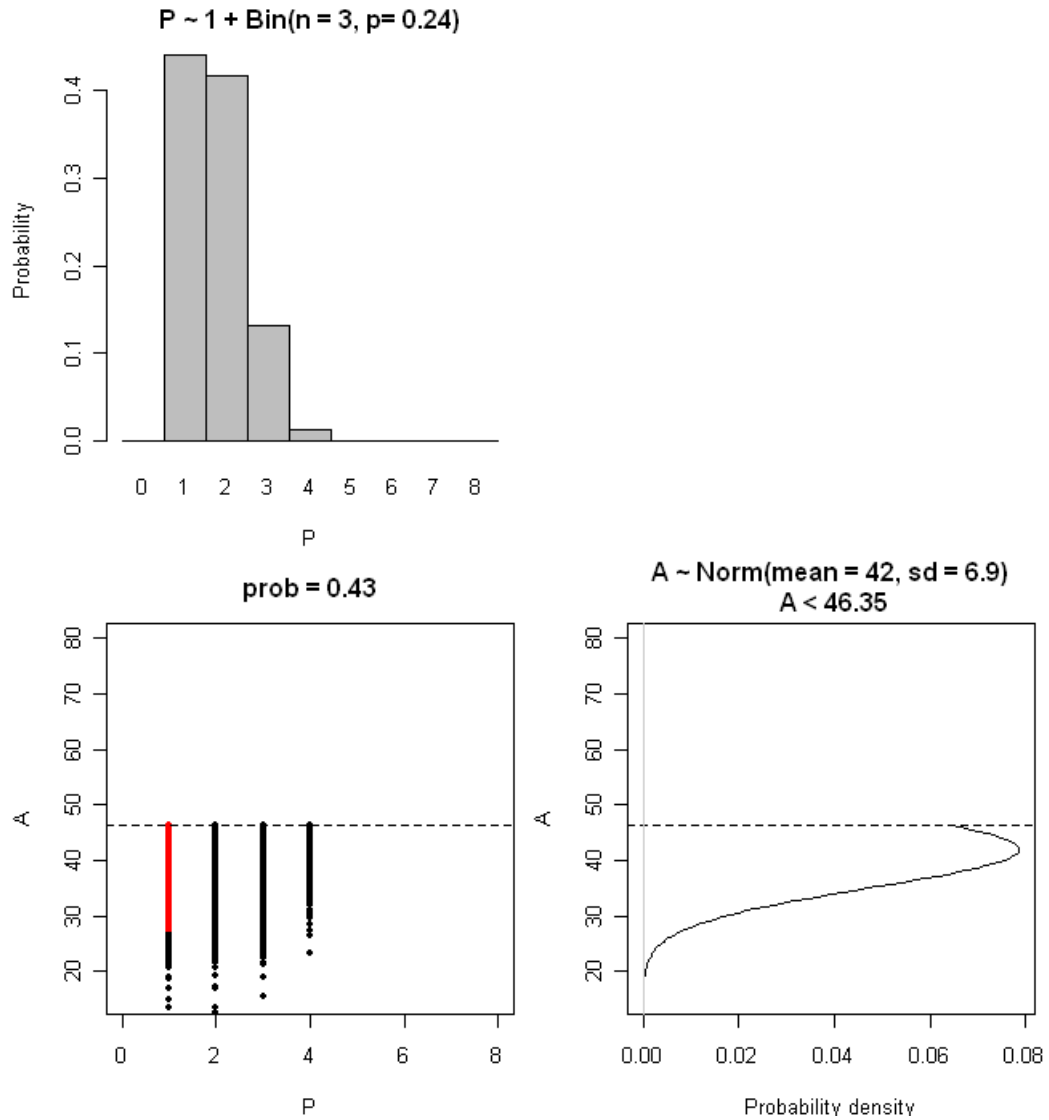 P ~ 1 + Bin(n = 3, p= 0.24)
Probability
0.0 0.1 0.2 0.3 0.4
0 1 2 3 4 5 6 7 8
P
prob = 0.43
A
20 30 40 50 60 70 80
0 2 4 6 8
P
A ~ Norm(mean = 42, sd = 6.9)
A < 46.35
A
20 30 40 50 60 70 80
0.00 0.02 0.04 0.06 0.08
Probability density